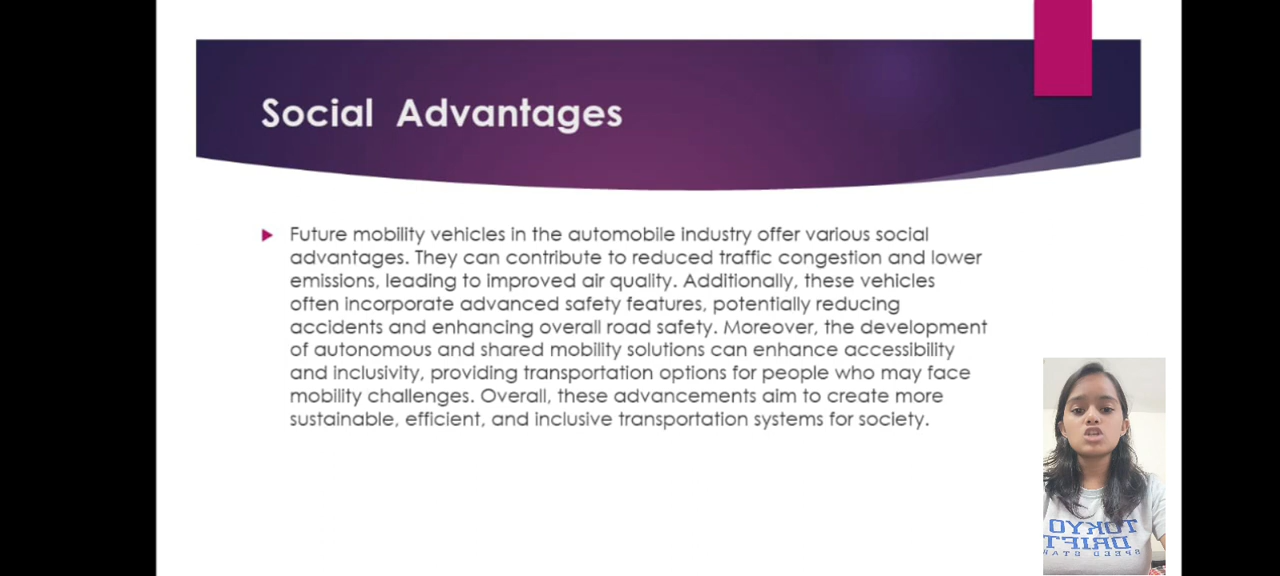 Social Advantages
Future mobility vehicles in the automobile industry offer various social
advantages. They can contribute to reduced traffic congestion and lower
emissions, leading to improved air quality. Additionally, these vehicles
often incorporate advanced safety features, potentially reducing
accidents and enhancing overall road safety. Moreover, the development
of autonomous and shared mobility solutions can enhance accessibility
and inclusivity, providing transportation options for people who may face
mobility challenges. Overall, these advancements aim to create more
sustainable, efficient, and inclusive transportation systems for society.
TOKYO
DRIFT
SPEED STAR